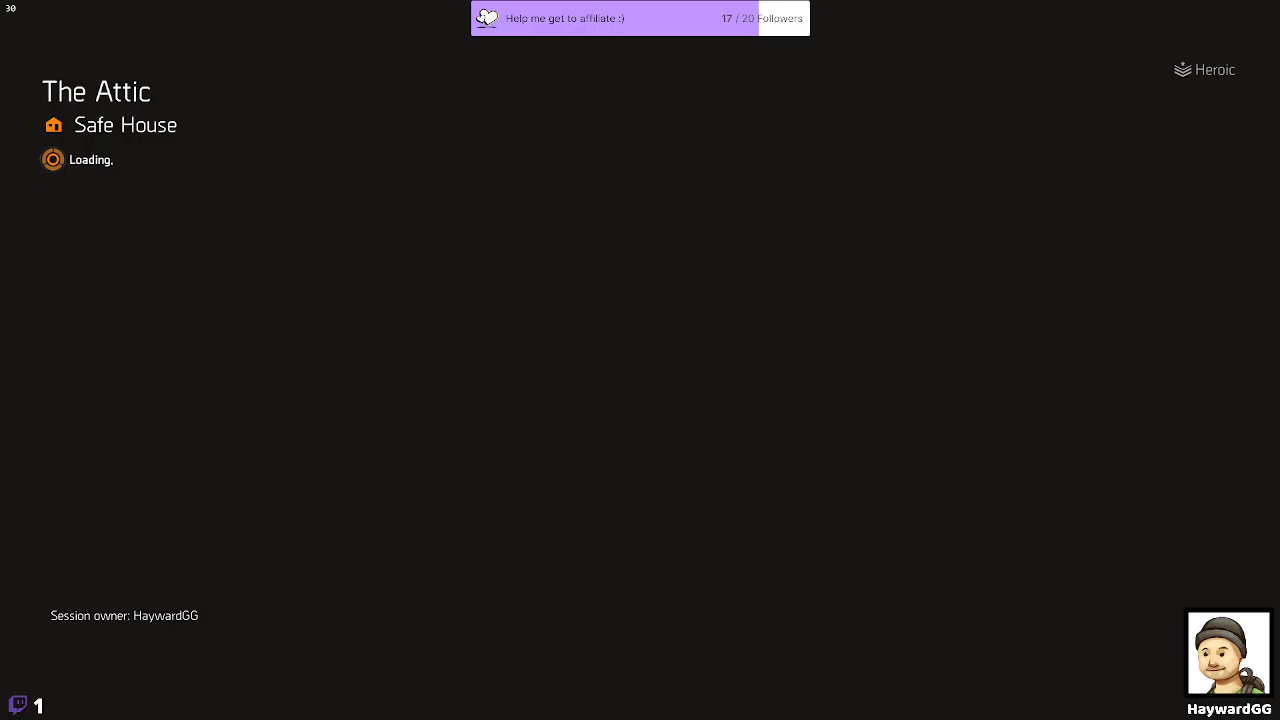 30
Help me get to affiliate :)
17 / 20 Followers
Heroic
The Attic
Safe House
Loading.
Session owner: HaywardGG
1
HaywardGG